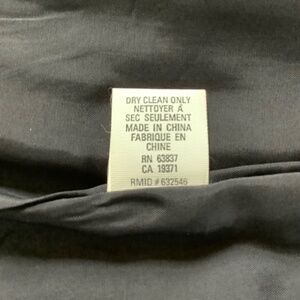 DRY CLEAN ONLY
NETTOYER À
SEC SEULEMENT
MADE IN CHINA
FABRIQUE EN
CHINE
RN 63837
CA 19371
RMID # 632546